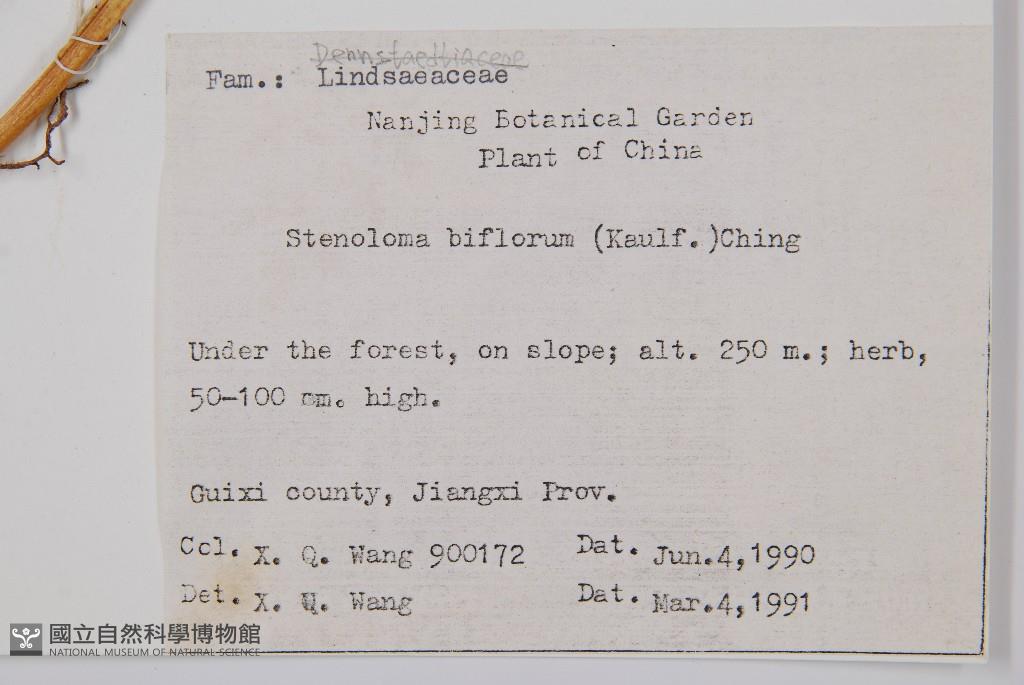 Dennstaedtiaceae
Fam.: Lindsaeaceae
Nanjing Botanical Garden
Plant of China
Stenoloma biflorum (Kaulf.)Ching
Under the forest, on slope; alt. 250 m.; herb,
50-100 cm. high.
Guixi county, Jiangxi Prov.
Col. X. Q. Wang 900172 Dat. Jun.4,1990
Det. X. Q. Wang Dat. Mar.4,1991
國立自然科學博物館
NATIONAL MUSEUM OF NATURAL SCIENCE